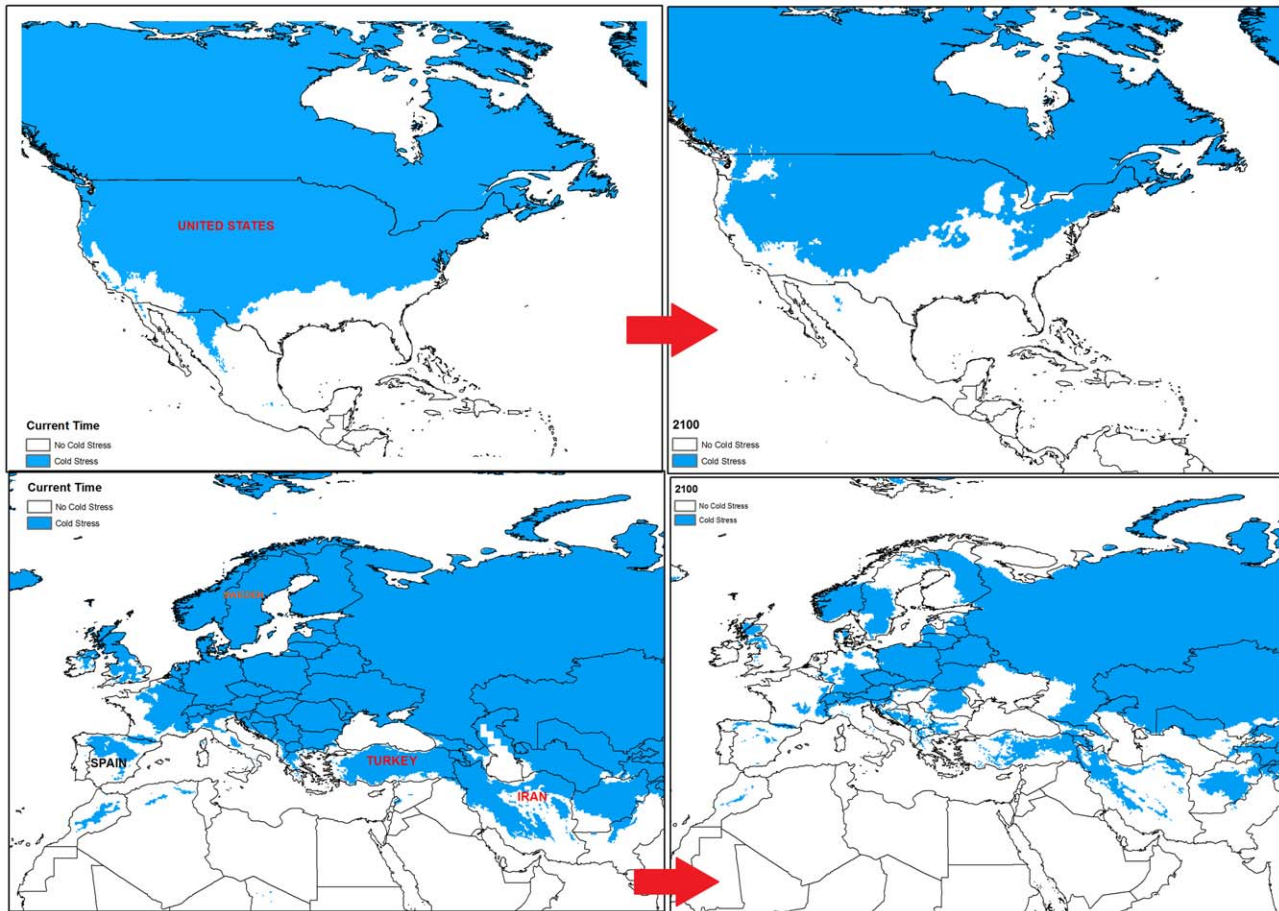 UNITED STATES
Current Time
No Cold Stress
Cold Stress
2100
No Cold Stress
Cold Stress
Current Time
No Cold Stress
Cold Stress
SWEDEN
SPAIN
TURKEY
IRAN
2100
No Cold Stress
Cold Stress